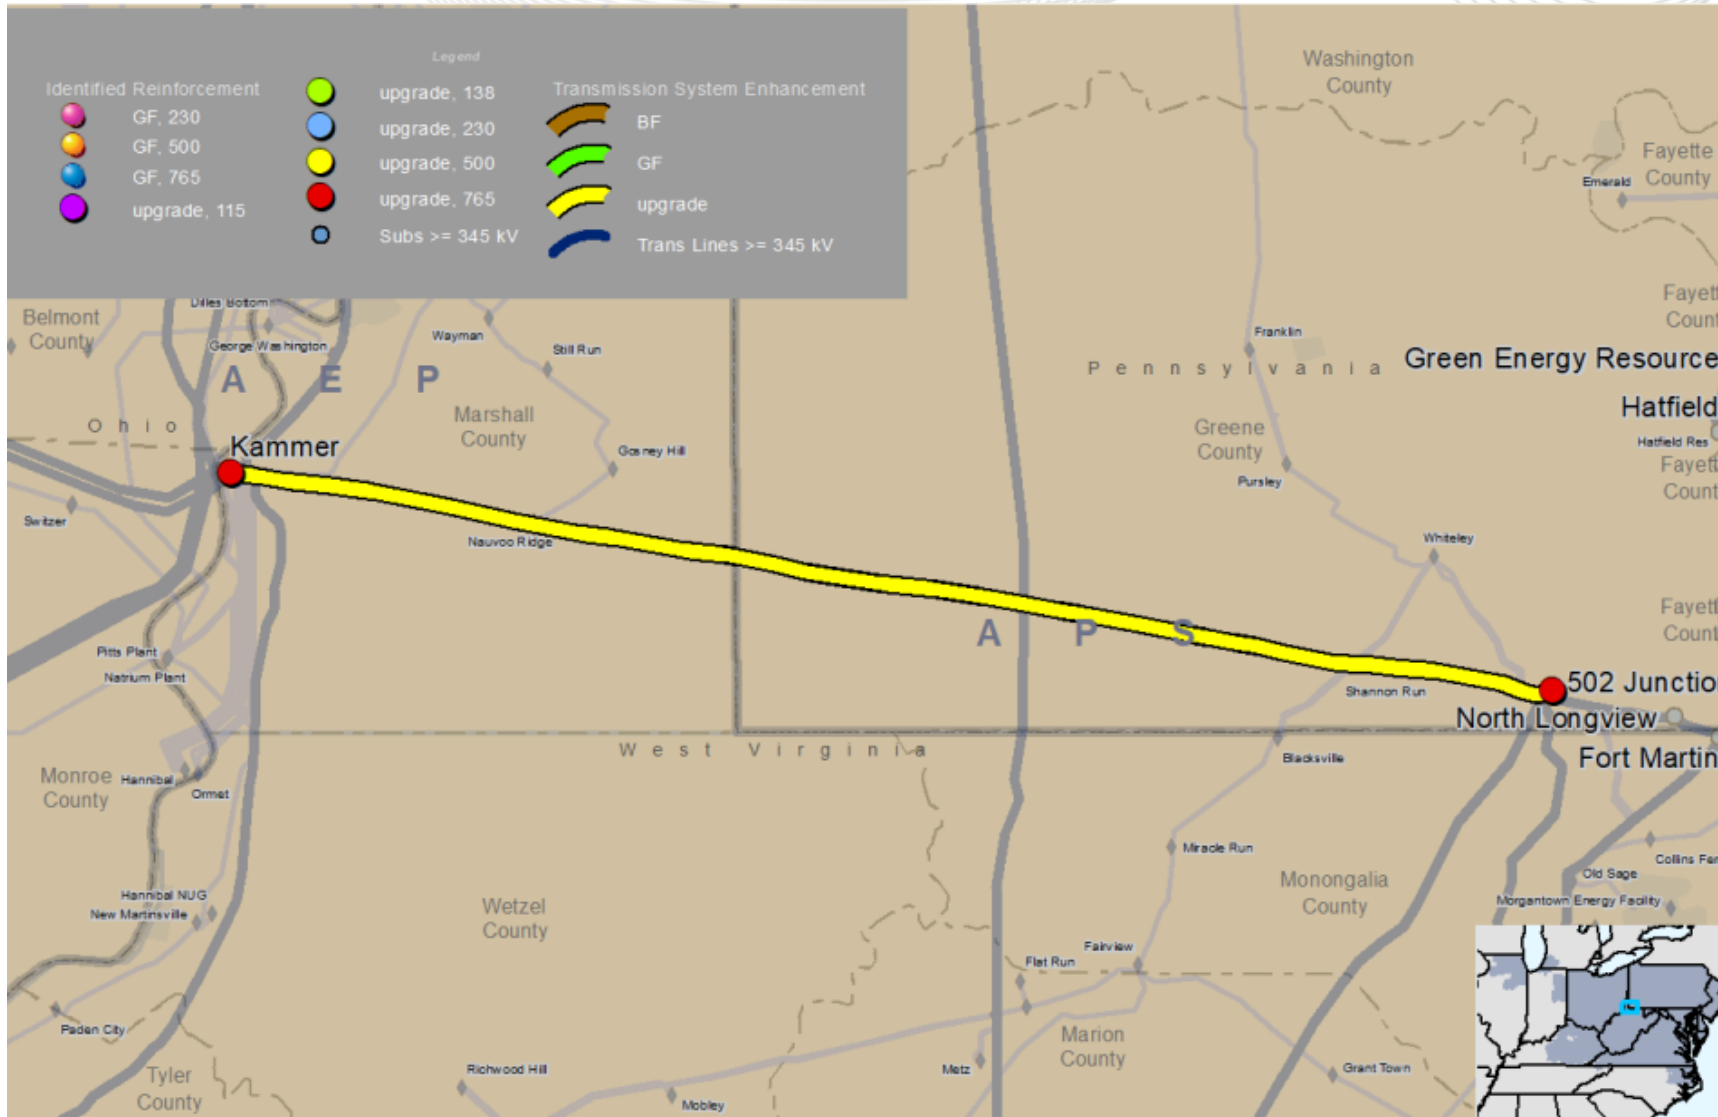 Legend
Identified Reinforcement
GF, 230
GF, 500
GF, 765
upgrade, 115
upgrade, 138
upgrade, 230
upgrade, 500
upgrade, 765
Subs >= 345 kV
Transmission System Enhancement
BF
GF
upgrade
Trans Lines >= 345 kV
Washington
County
Fayette
County
Emerald
Belmont
County
Dilles Bottom
George Washington
Wayman
Still Run
A E P
Marshall
County
Ohio
Kammer
Gosney Hill
Switzer
Nauvoo Ridge
Franklin
Pennsylvania
Fayett
Count
Green Energy Resource
Hatfield
Hatfield Res
Fayett
Count
Greene
County
Pursley
Whiteley
A P S
Fayett
Count
Pitts Plant
Natrium Plant
Shannon Run
502 Junctio
North Longview
Fort Martin
West Virginia
Blacksville
Monroe
County
Hannibal
Ormet
Miracle Run
Collins Fer
Old Sage
Monongalia
County
Morgantown Energy Facility
Hannibal NUG
New Martinsville
Wetzel
County
Fairview
Flat Run
Paden City
Marion
County
Metz
Grant Town
Richwood Hill
Mobley
Tyler
County